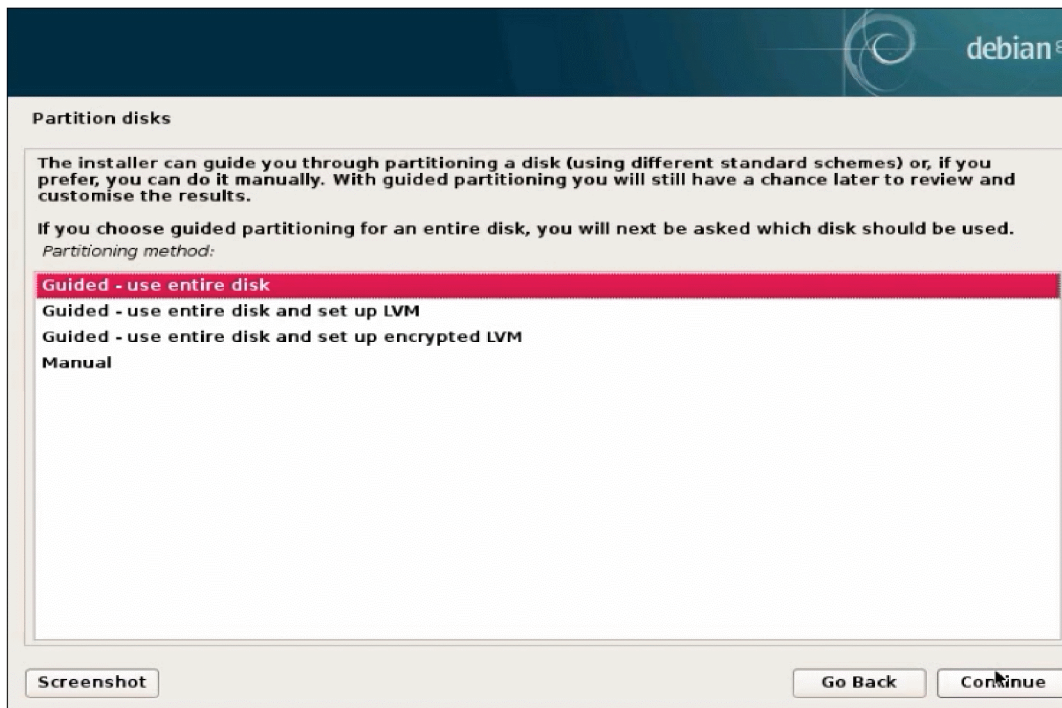 debian 8
Partition disks
The installer can guide you through partitioning a disk (using different standard schemes) or, if you
prefer, you can do it manually. With guided partitioning you will still have a chance later to review and
customise the results.
If you choose guided partitioning for an entire disk, you will next be asked which disk should be used.
Partitioning method:
Guided - use entire disk
Guided - use entire disk and set up LVM
Guided - use entire disk and set up encrypted LVM
Manual
Screenshot
Go Back
Continue